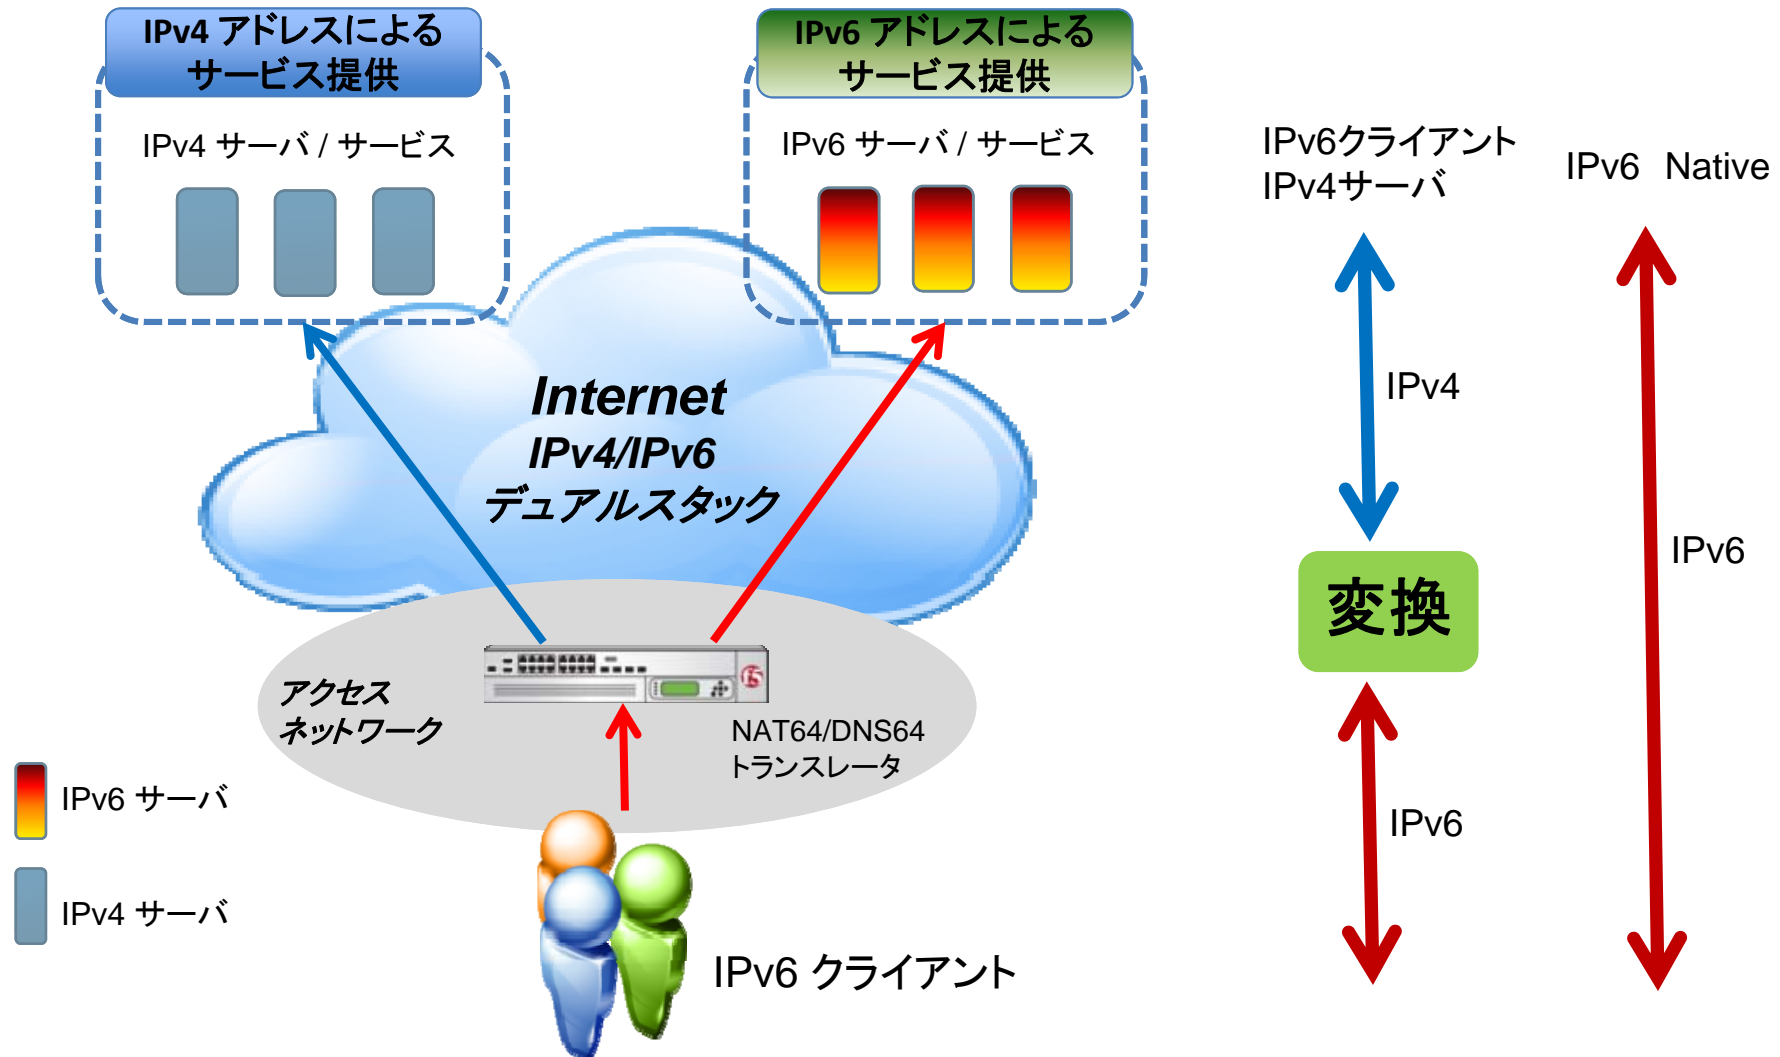 IPv4 アドレスによる
サービス提供
IPv4 サーバ / サービス
IPv6 アドレスによる
サービス提供
IPv6 サーバ / サービス
IPv6クライアント
IPv4サーバ
IPv6 Native
Internet
IPv4/IPv6
デュアルスタック
IPv4
IPv6
変換
アクセス
ネットワーク
f5
NAT64/DNS64
トランスレータ
IPv6
IPv6 サーバ
IPv4 サーバ
IPv6 クライアント